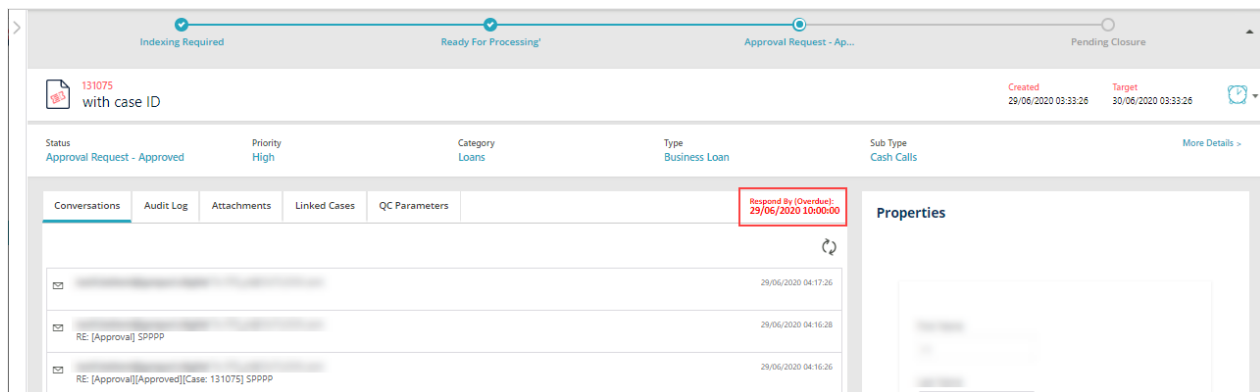 Indexing Required
Ready For Processing'
Approval Request - Ap...
Pending Closure
131075
with case ID
Created
29/06/2020 03:33:26
Target
30/06/2020 03:33:26
Status
Approval Request - Approved
Priority
High
Category
Loans
Type
Business Loan
Sub Type
Cash Calls
More Details >
Conversations
Audit Log
Attachments
Linked Cases
QC Parameters
Respond By (Overdue):
29/06/2020 10:00:00
Properties
29/06/2020 04:17:26
29/06/2020 04:16:28
RE: [Approval] SPPPP
29/06/2020 04:16:26
RE: [Approval][Approved][Case: 131075] SPPPP